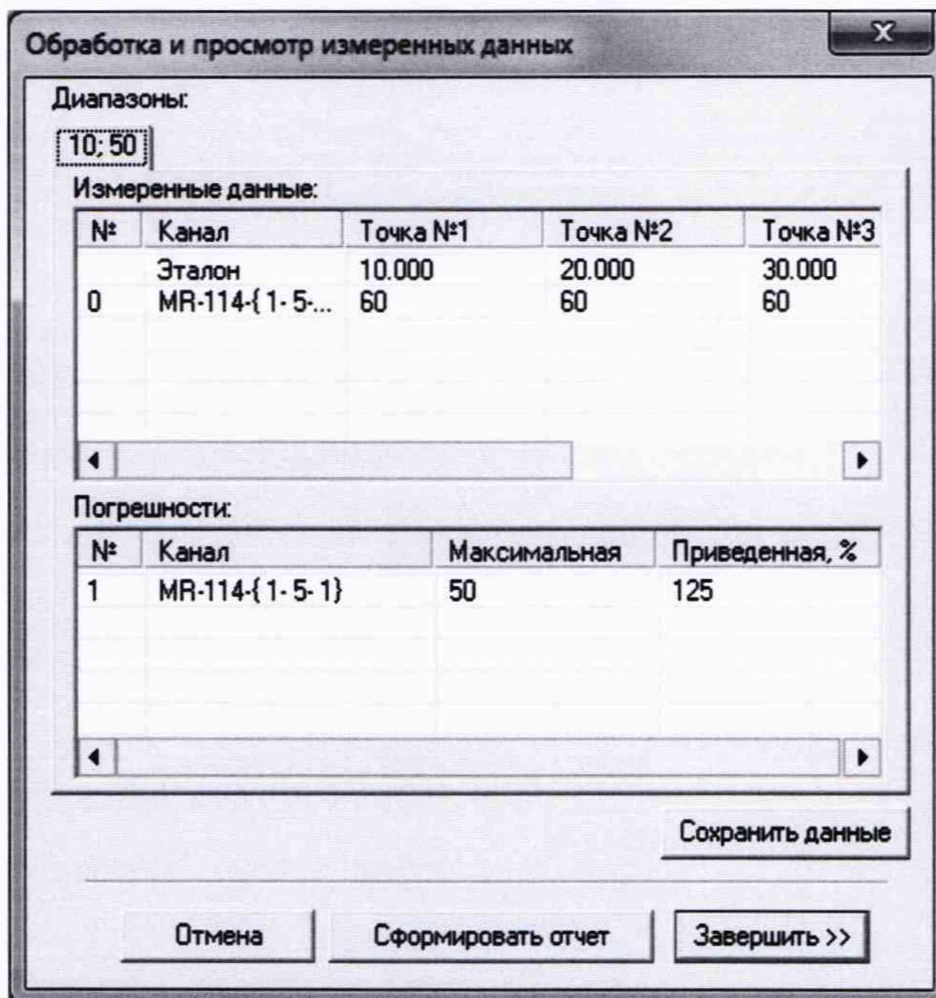 Обработка и просмотр измеренных данных
x
Диапазоны:
10; 50
Измеренные данные:
№ Канал Точка №1 Точка №2 Точка №3
Эталон 10.000 20.000 30.000
0 MR-114-{ 1- 5-... 60 60 60
Погрешности:
№ Канал Максимальная Приведенная, %
1 MR-114-{ 1- 5- 1} 50 125
Сохранить данные
Отмена Сформировать отчет Завершить >>